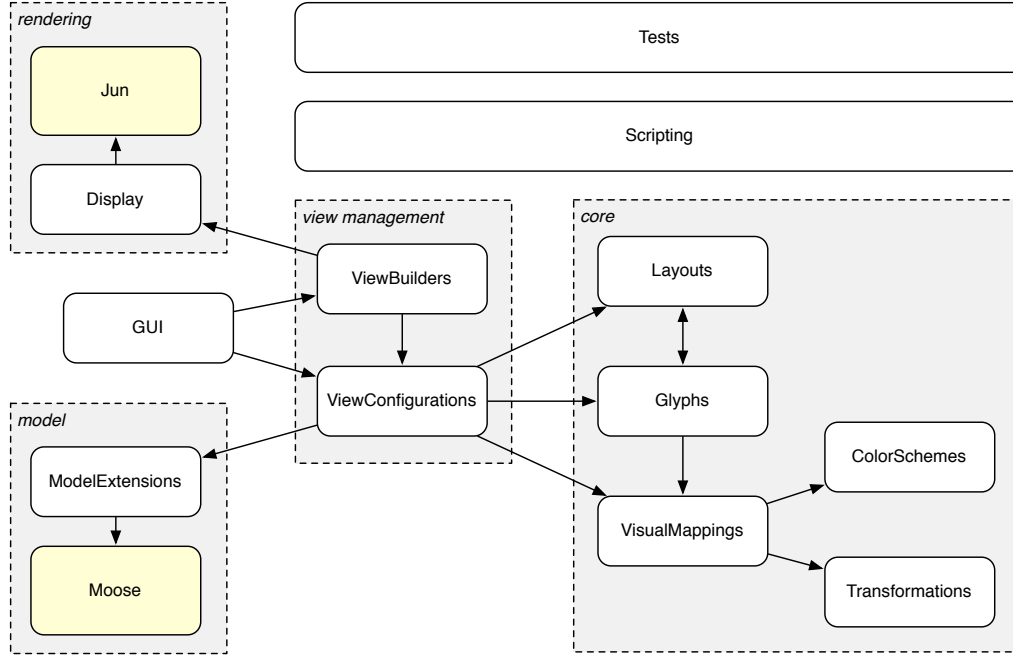 rendering
Jun
Display
Tests
Scripting
view management
ViewBuilders
ViewConfigurations
GUI
model
ModelExtensions
Moose
core
Layouts
Glyphs
VisualMappings
ColorSchemes
Transformations